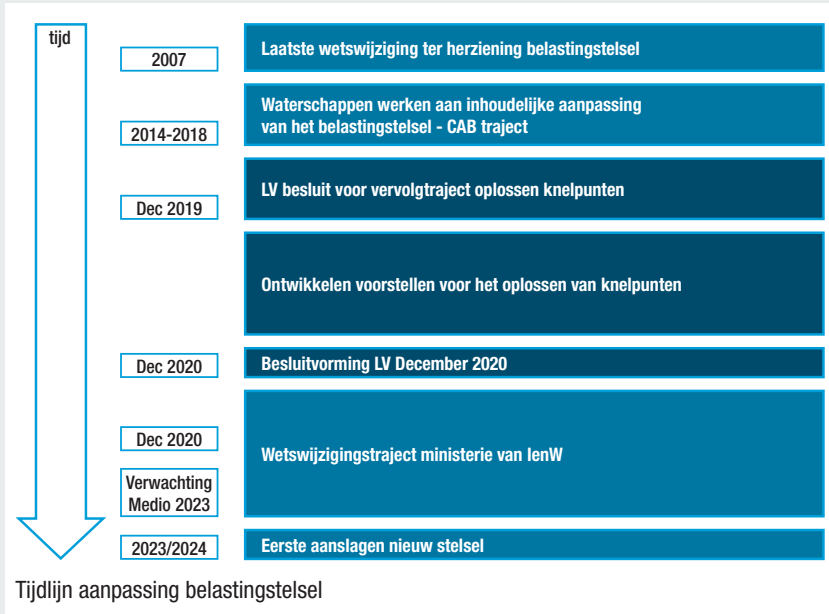 tijd
2007
Laatste wetswijziging ter herziening belastingstelsel
2014-2018
Waterschappen werken aan inhoudelijke aanpassing
van het belastingstelsel - CAB traject
Dec 2019
LV besluit voor vervolgtraject oplossen knelpunten
Ontwikkelen voorstellen voor het oplossen van knelpunten
Dec 2020
Besluitvorming LV December 2020
Dec 2020
Wetswijzigingstraject ministerie van IenW
Verwachting
Medio 2023
2023/2024
Eerste aanslagen nieuw stelsel
Tijdlijn aanpassing belastingstelsel